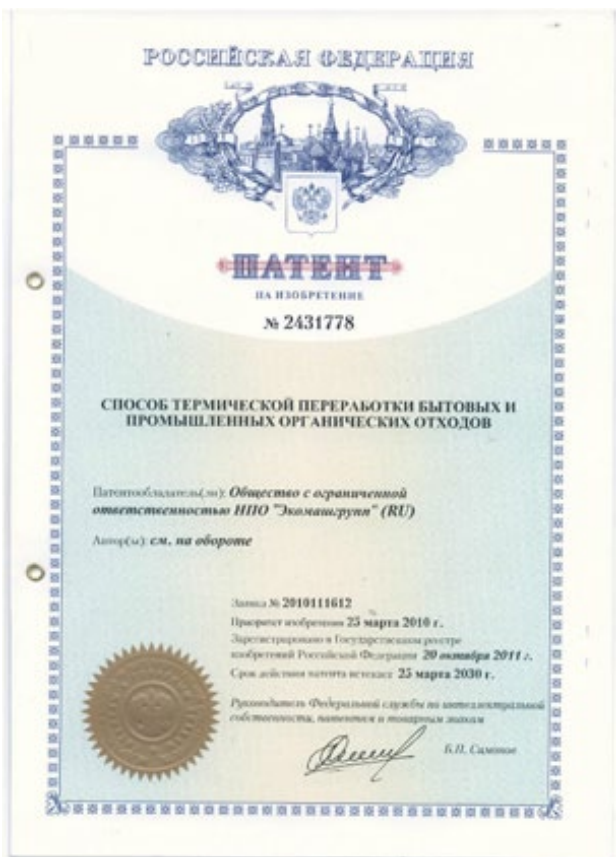 РОССИЙСКАЯ ФЕДЕРАЦИЯ
ПАТЕНТ
НА ИЗОБРЕТЕНИЕ
№ 2431778
СПОСОБ ТЕРМИЧЕСКОЙ ПЕРЕРАБОТКИ БЫТОВЫХ И
ПРОМЫШЛЕННЫХ ОРГАНИЧЕСКИХ ОТХОДОВ
Патентообладатель(ли): Общество с ограниченной
ответственностью НПО "Экомашгрупп" (RU)
Автор(ы): см. на обороте
Заявка № 2010111612
Приоритет изобретения 25 марта 2010 г.
Зарегистрировано в Государственном реестре
изобретений Российской Федерации 20 октября 2011 г.
Срок действия патента истекает 25 марта 2030 г.
Руководитель Федеральной службы по интеллектуальной
собственности, патентам и товарным знакам
Б.П. Симонов